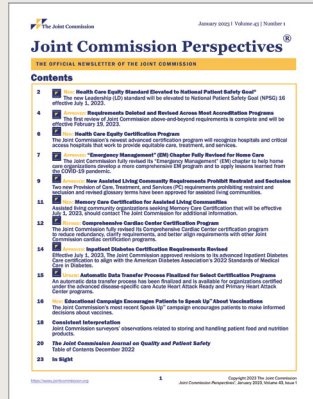 The Joint Commission
January 2023 | Volume 43 | Number 1
Joint Commission Perspectives®
THE OFFICIAL NEWSLETTER OF THE JOINT COMMISSION
Contents
2 New: Health Care Equity Standard Elevated to National Patient Safety Goal®
The new Leadership (LD) standard will be elevated to National Patient Safety Goal (NPSG) 16
effective July 1, 2023.
4 Requirements Deleted and Revised Across Most Accreditation Programs
The first review of Joint Commission above-and-beyond requirements is complete and will be
effective February 19, 2023.
6 New: Health Care Equity Certification Program
The Joint Commission's newest advanced certification program will recognize hospitals and critical
access hospitals that work to provide equitable care, treatment, and services.
7 "Emergency Management" (EM) Chapter Fully Revised for Home Care
The Joint Commission fully revised its "Emergency Management" (EM) chapter to help home
care organizations develop a more comprehensive EM program and to apply lessons learned from
the COVID-19 pandemic.
9 New Assisted Living Community Requirements Prohibit Restraint and Seclusion
Two new Provision of Care, Treatment, and Services (PC) requirements prohibiting restraint and
seclusion and revised glossary terms have been approved for assisted living communities.
11 New: Memory Care Certification for Assisted Living Communities
Assisted living community organizations seeking Memory Care Certification that will be effective
July 1, 2023, should contact The Joint Commission for additional information.
12 Comprehensive Cardiac Center Certification Program
The Joint Commission fully revised its Comprehensive Cardiac Center certification program
to reduce redundancy, clarify requirements, and better align requirements with other Joint
Commission cardiac certification programs.
14 Inpatient Diabetes Certification Requirements Revised
Effective July 1, 2023, The Joint Commission approved revisions to its advanced Inpatient Diabetes
Care certification to align with the American Diabetes Association's 2022 Standards of Medical
Care in Diabetes.
15 Automatic Data Transfer Process Finalized for Select Certification Programs
An automatic data transfer process has been finalized and is available for organizations certified
under the advanced disease-specific care Acute Heart Attack Ready and Primary Heart Attack
Center programs.
16 New: Educational Campaign Encourages Patients to Speak Up™ About Vaccinations
The Joint Commission's most recent Speak Up™ campaign encourages patients to make informed
decisions about vaccines.
18 Consistent Interpretation
Joint Commission surveyors' observations related to storing and handling patient food and nutrition
products.
20 The Joint Commission Journal on Quality and Patient Safety
Table of Contents December 2022
23 In Sight
https://www.jointcommission.org
1
Copyright 2023 The Joint Commission
Joint Commission Perspectives®, January 2023, Volume 43, Issue 1